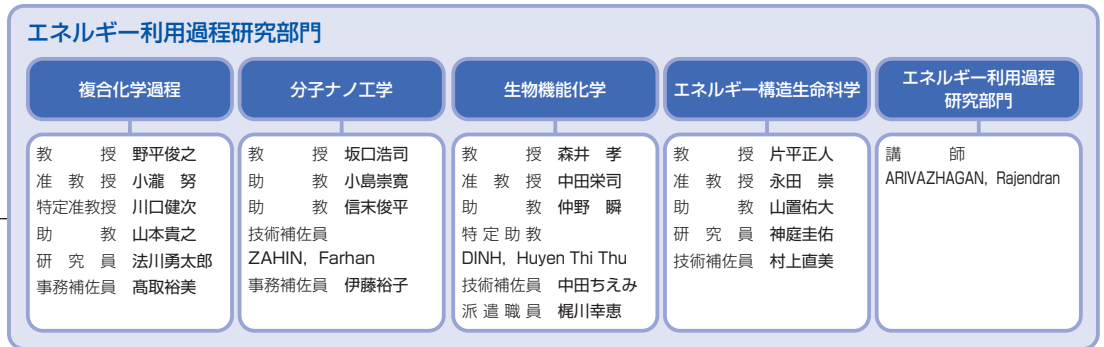 エネルギー利用過程研究部門
複合化学過程
教授 野平俊之
准教授 小瀧 努
特定准教授 川口健次
助教 山本貴之
研究員 法川勇太郎
事務補佐員 髙取裕美
分子ナノ工学
教授 坂口浩司
助教 小島崇寛
助教 信末俊平
技術補佐員
ZAHIN, Farhan
事務補佐員 伊藤裕子
生物機能化学
教授 森井 孝
准教授 中田栄司
助教 仲野 瞬
特定助教
DINH, Huyen Thi Thu
技術補佐員 中田ちえみ
派遣職員 梶川幸恵
エネルギー構造生命科学
教授 片平正人
准教授 永田 崇
助教 山置佑大
研究員 神庭圭佑
技術補佐員 村上直美
エネルギー利用過程
研究部門
講師
ARIVAZHAGAN, Rajendran